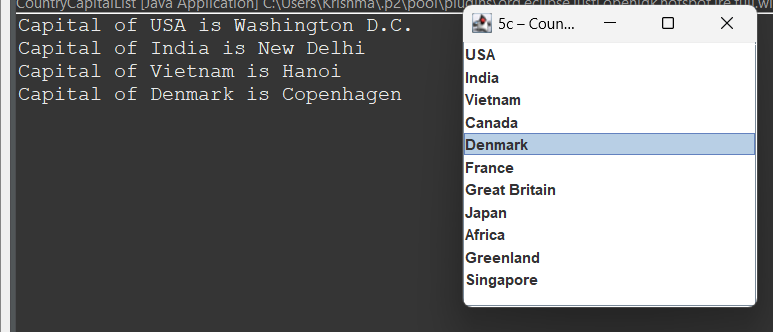 CountryCapitalList [Java Application] C:\Users\Krishma\.p2\pool\plugins\org.eclipse.justj.openjdk.hotspot.jre.full.wi
Capital of USA is Washington D.C.
Capital of India is New Delhi
Capital of Vietnam is Hanoi
Capital of Denmark is Copenhagen
5c – Coun...
USA
India
Vietnam
Canada
Denmark
France
Great Britain
Japan
Africa
Greenland
Singapore